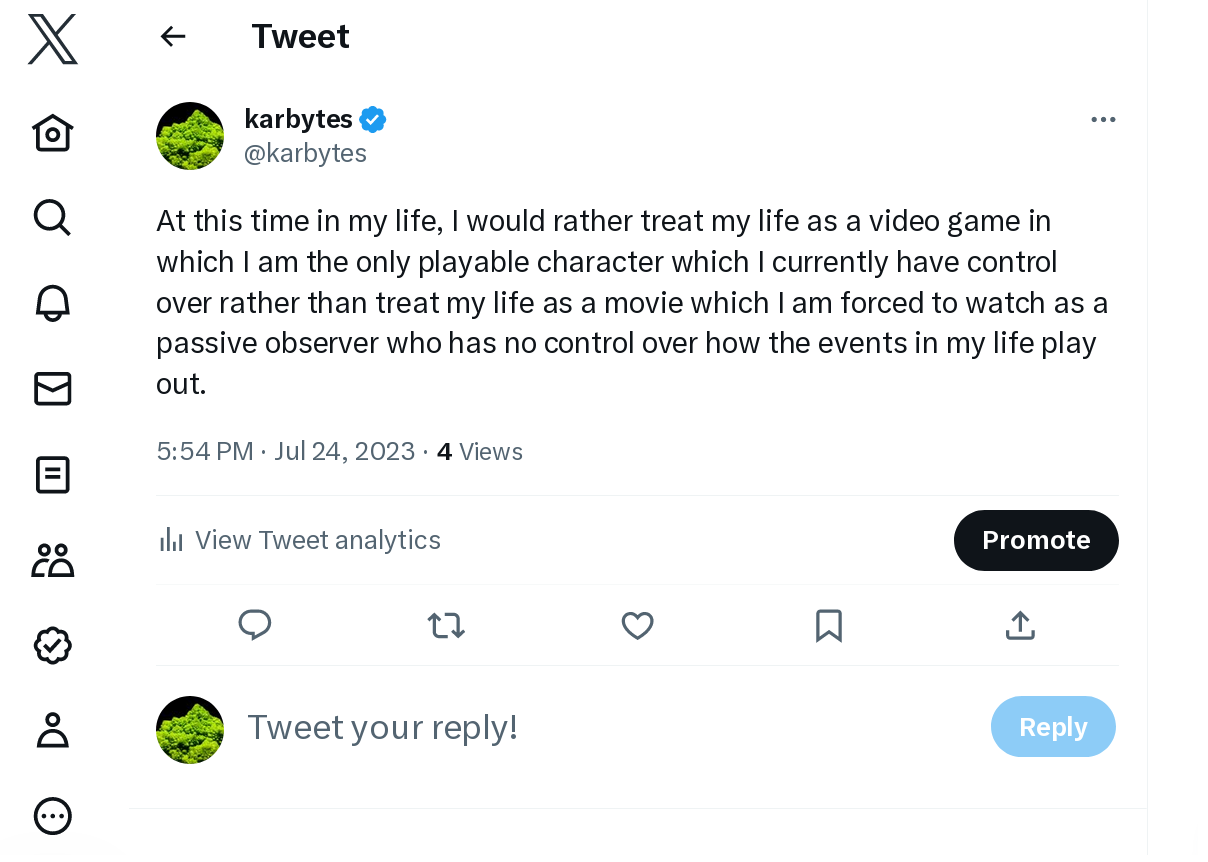 Tweet
karbytes
@karbytes
At this time in my life, I would rather treat my life as a video game in
which I am the only playable character which I currently have control
over rather than treat my life as a movie which I am forced to watch as a
passive observer who has no control over how the events in my life play
out.
5:54 PM · Jul 24, 2023 · 4 Views
View Tweet analytics
Promote
Tweet your reply!
Reply